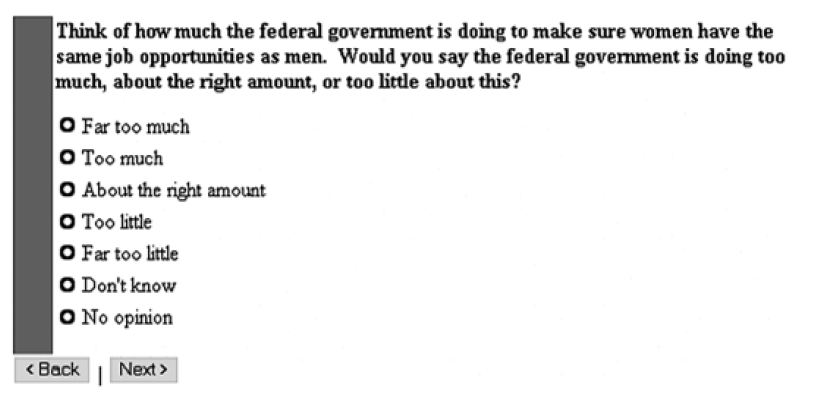 Think of how much the federal government is doing to make sure women have the
same job opportunities as men. Would you say the federal government is doing too
much, about the right amount, or too little about this?
Far too much
Too much
About the right amount
Too little
Far too little
Don't know
No opinion
< Back | Next >